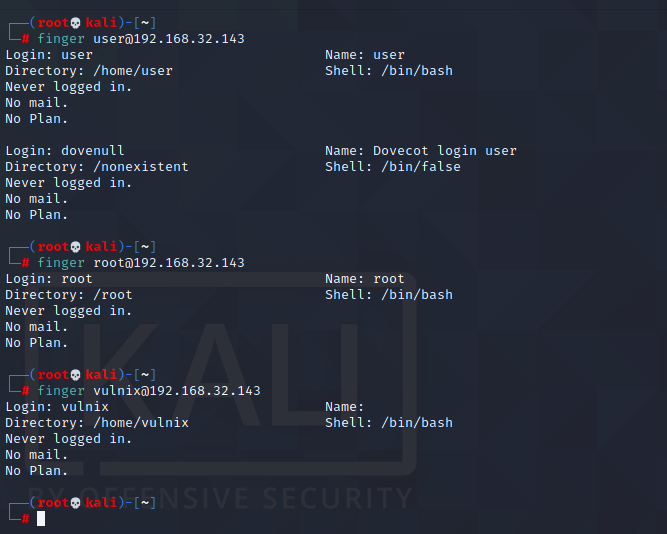 ┌──(root💀kali)-[~]
└─# finger user@192.168.32.143
Login: user                             Name: user
Directory: /home/user                   Shell: /bin/bash
Never logged in.
No mail.
No Plan.

Login: dovenull                         Name: Dovecot login user
Directory: /nonexistent                 Shell: /bin/false
Never logged in.
No mail.
No Plan.

┌──(root💀kali)-[~]
└─# finger root@192.168.32.143
Login: root                             Name: root
Directory: /root                        Shell: /bin/bash
Never logged in.
No mail.
No Plan.

┌──(root💀kali)-[~]
└─# finger vulnix@192.168.32.143
Login: vulnix                           Name:
Directory: /home/vulnix                 Shell: /bin/bash
Never logged in.
No mail.
No Plan.

┌──(root💀kali)-[~]
└─#
KALI
BY OFFENSIVE SECURITY